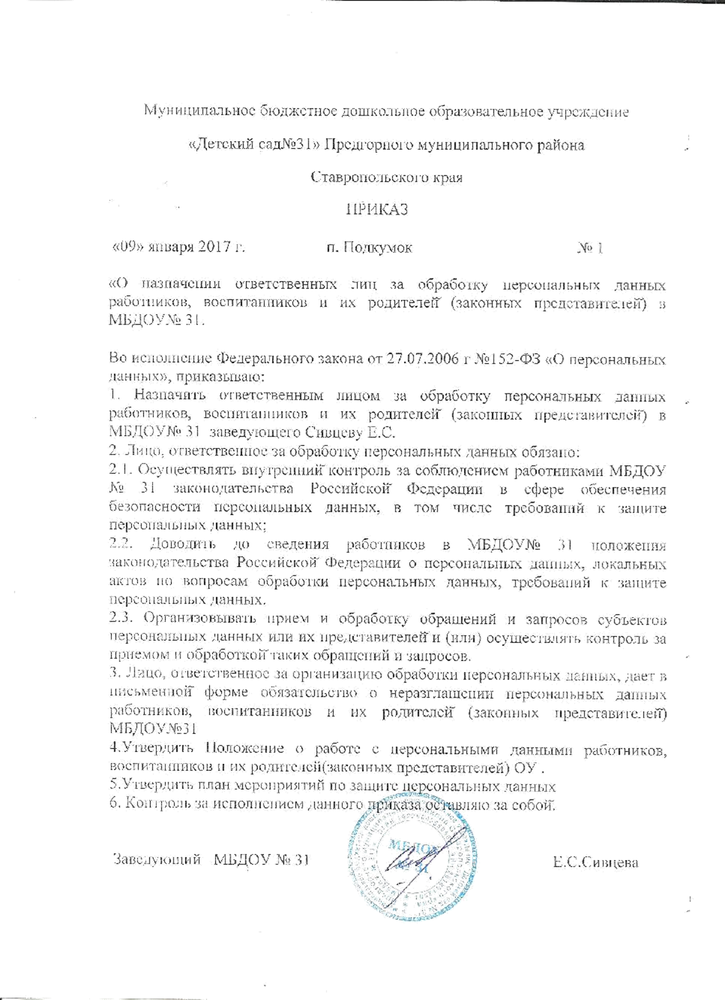 Муниципальное бюджетное дошкольное образовательное учреждение
«Детский сад№31» Предгорного муниципального района
Ставропольского края
ПРИКАЗ
«09» января 2017 г. п. Подкумок № 1
«О назначении ответственных лиц за обработку персональных данных
работников, воспитанников и их родителей (законных представителей) в
МБДОУ№ 31.
Во исполнение Федерального закона от 27.07.2006 г №152-ФЗ «О персональных
данных», приказываю:
1. Назначить ответственным лицом за обработку персональных данных
работников, воспитанников и их родителей (законных представителей) в
МБДОУ№ 31 заведующего Сивцеву Е.С.
2. Лицо, ответственное за обработку персональных данных обязано:
2.1. Осуществлять внутренний контроль за соблюдением работниками МБДОУ
№ 31 законодательства Российской Федерации в сфере обеспечения
безопасности персональных данных, в том числе требований к защите
персональных данных;
2.2. Доводить до сведения работников в МБДОУ№ 31 положения
законодательства Российской Федерации о персональных данных, локальных
актов по вопросам обработки персональных данных, требований к защите
персональных данных.
2.3. Организовывать прием и обработку обращений и запросов субъектов
персональных данных или их представителей и (или) осуществлять контроль за
приемом и обработкой таких обращений и запросов.
3. Лицо, ответственное за организацию обработки персональных данных, дает в
письменной форме обязательство о неразглашении персональных данных
работников, воспитанников и их родителей (законных представителей)
МБДОУ№31
4.Утвердить Положение о работе с персональными данными работников,
воспитанников и их родителей(законных представителей) ОУ .
5.Утвердить план мероприятий по защите персональных данных
6. Контроль за исполнением данного приказа оставляю за собой.
МБДОУ
№ 31
Заведующий МБДОУ № 31 Е.С.Сивцева